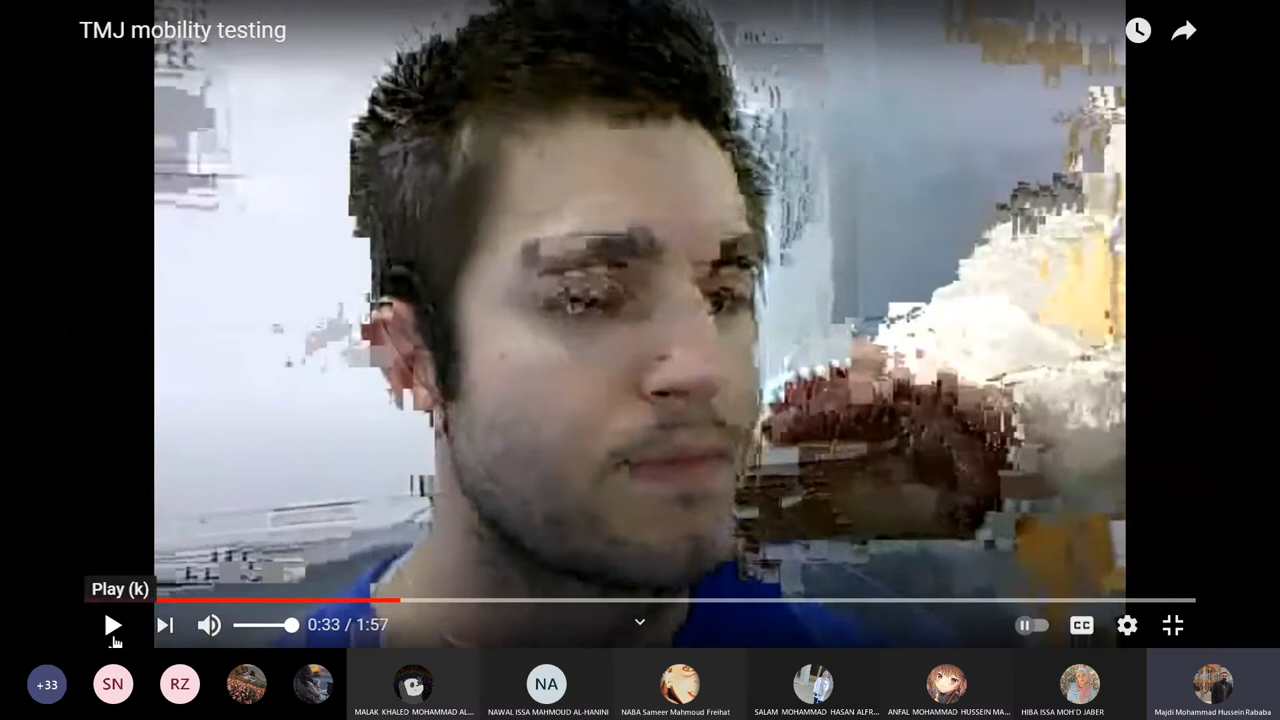 TMJ mobility testing
Play (k)
0:33 / 1:57
CC
+33
SN
RZ
NA
MALAK KHALED MOHAMMAD AL...
NAWAL ISSA MAHMOUD AL-HANINI
NABA Sameer Mahmoud Freihat
SALAM MOHAMMAD HASAN ALFR...
ANFAL MOHAMMAD HUSSEIN MA...
HIBA ISSA MOH'D JABER
Majdi Mohammad Hussein Rababa